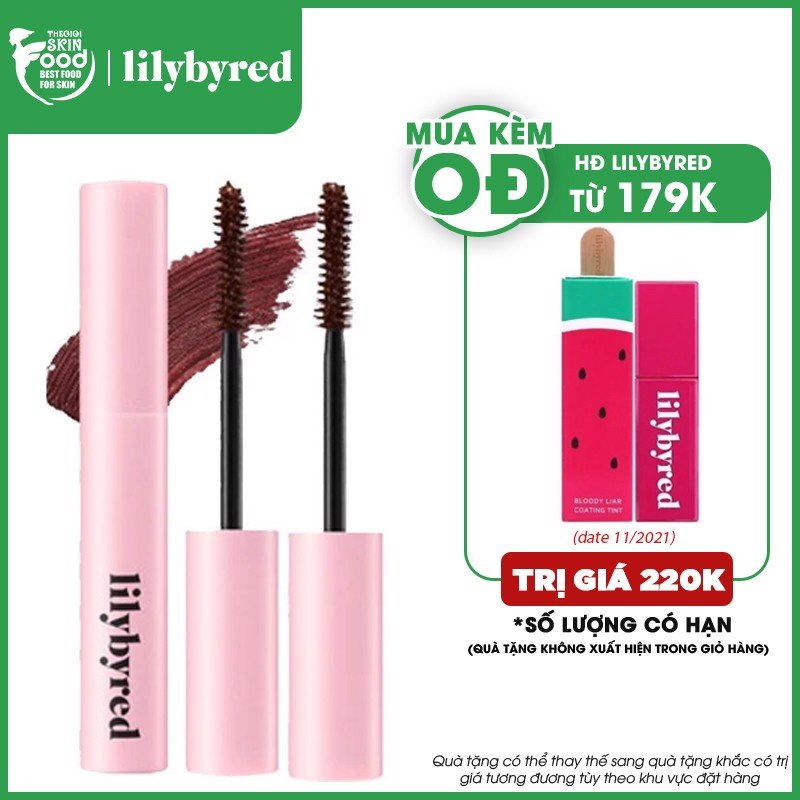 THEGIOI
SKIN
Food
BEST FOOD
FOR SKIN
lilybyred
MUA KÈM
0Đ
HĐ LILYBYRED
TỪ 179K
lilybyred
lilybyred
lilybyred
BLOODY LIAR
COATING TINT
(date 11/2021)
TRỊ GIÁ 220K
*SỐ LƯỢNG CÓ HẠN
(QUÀ TẶNG KHÔNG XUẤT HIỆN TRONG GIỎ HÀNG)
Quà tặng có thể thay thế sang quà tặng khắc có trị
giá tương đương tùy theo khu vực đặt hàng